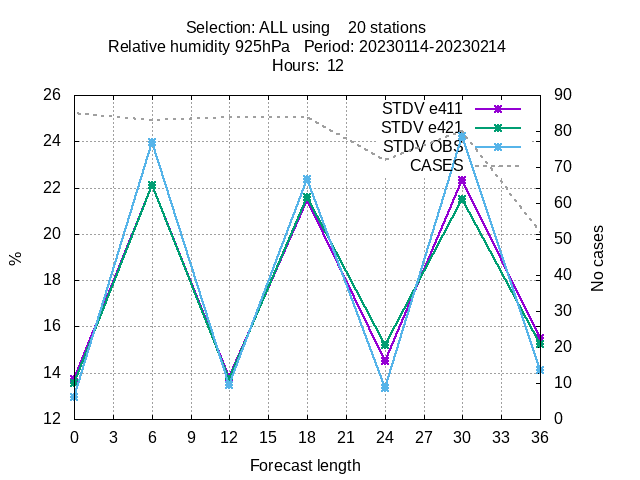 Selection: ALL using    20 stations
Relative humidity 925hPa   Period: 20230114-20230214
Hours:  12
STDV e411
STDV e421
STDV OBS
CASES
26
24
22
20
18
16
14
12
%
90
80
70
60
50
40
30
20
10
0
No cases
0 3 6 9 12 15 18 21 24 27 30 33 36
Forecast length